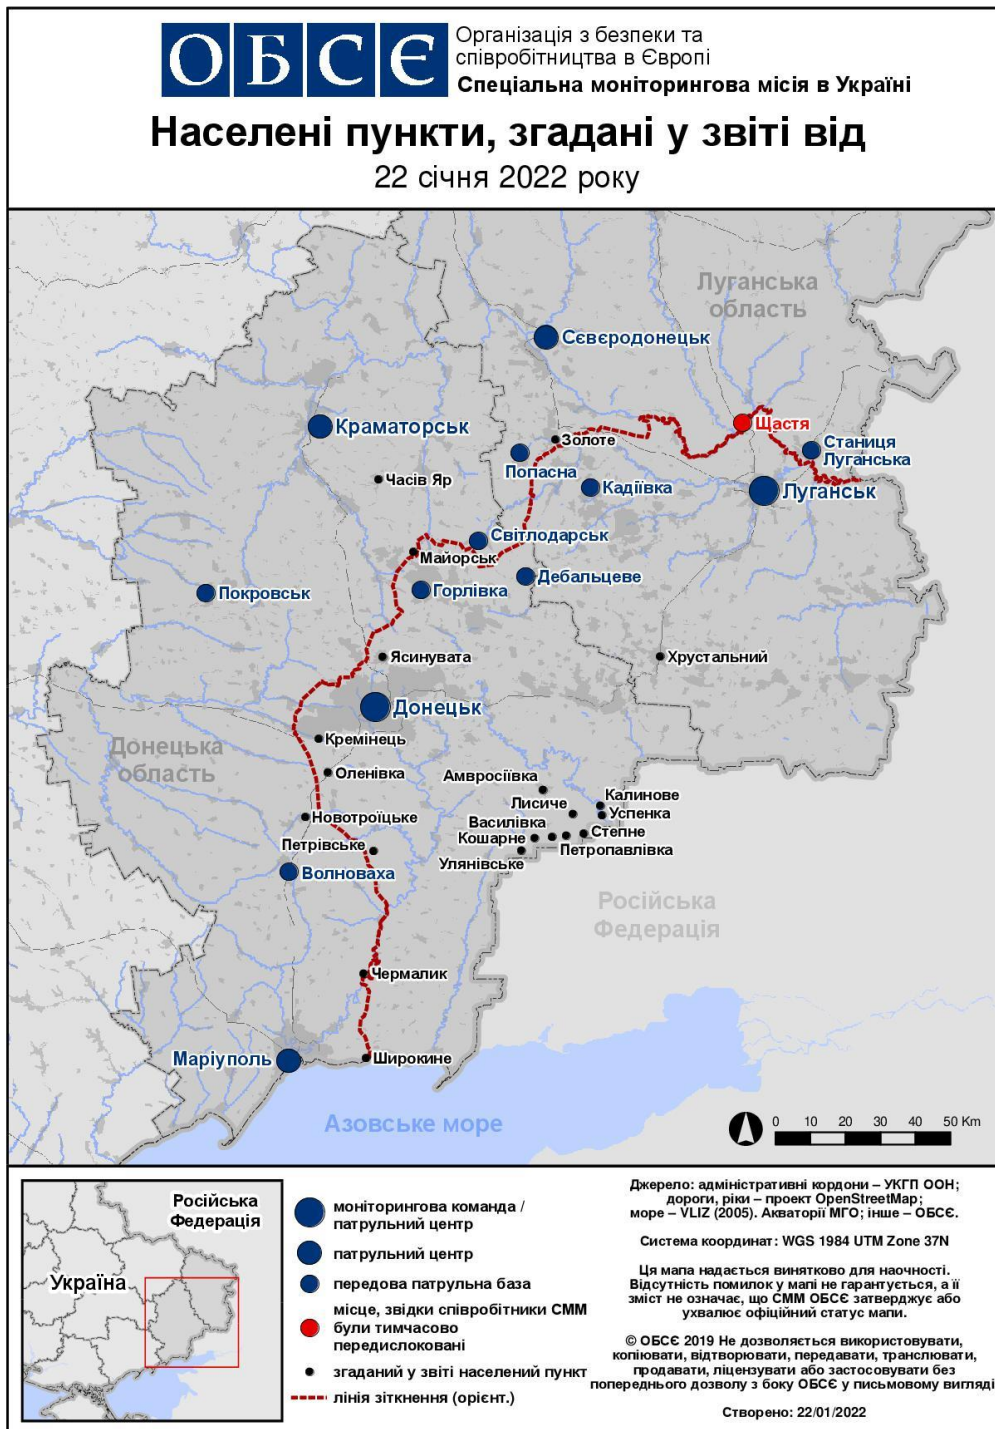 ОБСЄ
Організація з безпеки та
співробітництва в Європі
Спеціальна моніторингова місія в Україні
Населені пункти, згадані у звіті від
22 січня 2022 року
Луганська
область
Сєвєродонецьк
Краматорськ
Щастя
Золоте
Станиця
Луганська
Попасна
Часів Яр
Кадіївка
Луганськ
Світлодарськ
Майорськ
Дебальцеве
Горлівка
Покровськ
Ясинувата
Хрустальний
Донецьк
Кремінець
Донецька
область
Оленівка
Амвросіївка
Калинове
Лисиче
Успенка
Новотроїцьке
Василівка
Степне
Кошарне
Петрівське
Петропавлівка
Улянівське
Волноваха
Російська
Федерація
Чермалик
Широкине
Маріуполь
Азовське море
0 10 20 30 40 50 Km
Російська
Федерація
Україна
моніторингова команда /
патрульний центр
патрульний центр
передова патрульна база
місце, звідки співробітники СММ
були тимчасово
передислоковані
згаданий у звіті населений пункт
лінія зіткнення (орієнт.)
Джерело: адміністративні кордони – УКГП ООН;
дороги, ріки – проект OpenStreetMap;
море – VLIZ (2005). Акваторії МГО; інше – ОБСЄ.
Система координат: WGS 1984 UTM Zone 37N
Ця мапа надається винятково для наочності.
Відсутність помилок у мапі не гарантується, а її
зміст не означає, що СММ ОБСЄ затверджує або
ухвалює офіційний статус мапи.
© ОБСЄ 2019 Не дозволяється використовувати,
копіювати, відтворювати, передавати, транслювати,
продавати, ліцензувати або застосовувати без
попереднього дозволу з боку ОБСЄ у письмовому вигляді
Створено: 22/01/2022